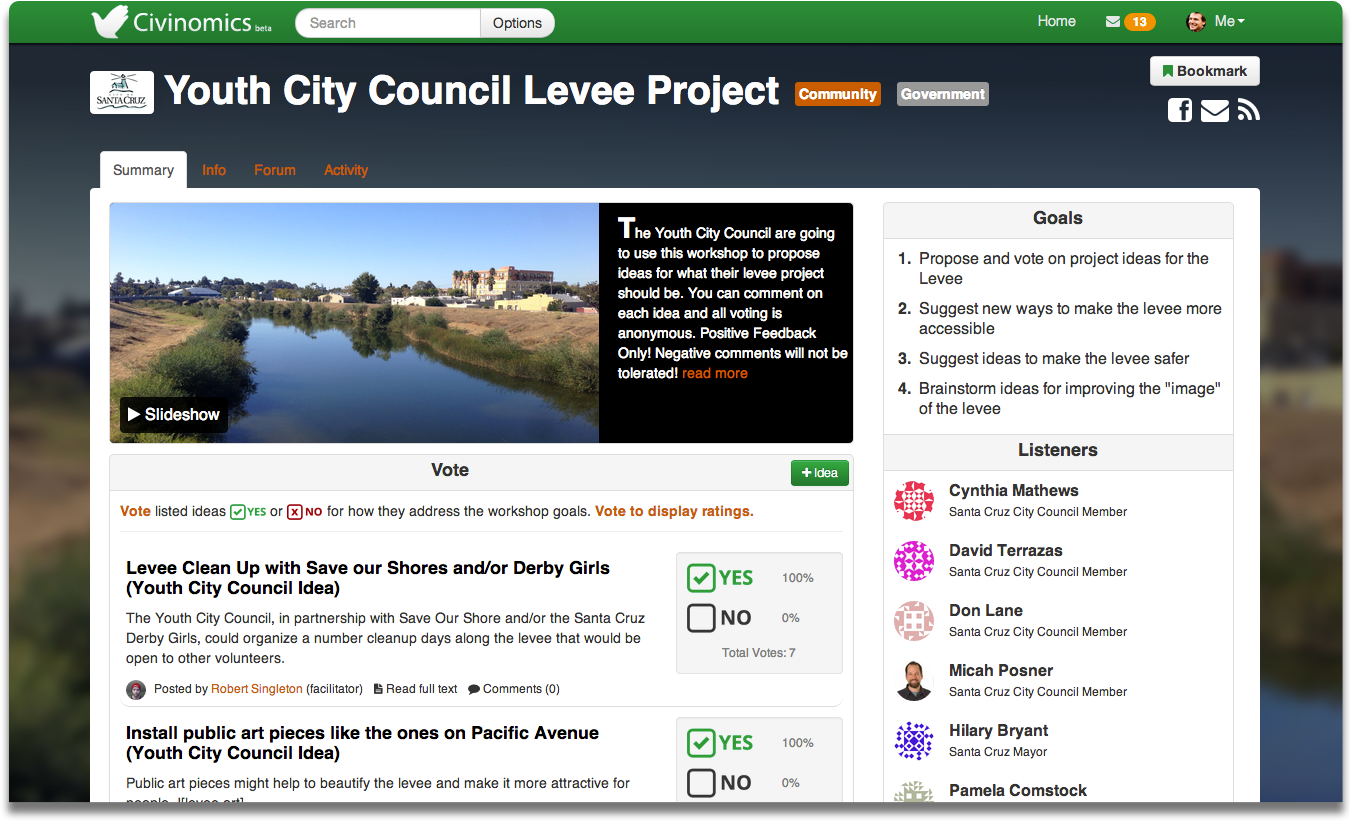 Civinomics beta
Search
Options
Home
13
Me
SANTA CRUZ
Youth City Council Levee Project
Community
Government
Bookmark
Summary
Info
Forum
Activity
Slideshow
The Youth City Council are going
to use this workshop to propose
ideas for what their levee project
should be. You can comment on
each idea and all voting is
anonymous. Positive Feedback
Only! Negative comments will not be
tolerated! read more
Goals
1. Propose and vote on project ideas for the
Levee
2. Suggest new ways to make the levee more
accessible
3. Suggest ideas to make the levee safer
4. Brainstorm ideas for improving the "image"
of the levee
Vote
+ Idea
Vote listed ideas YES or NO for how they address the workshop goals. Vote to display ratings.
Levee Clean Up with Save our Shores and/or Derby Girls
(Youth City Council Idea)
The Youth City Council, in partnership with Save Our Shore and/or the Santa Cruz
Derby Girls, could organize a number cleanup days along the levee that would be
open to other volunteers.
Posted by Robert Singleton (facilitator) Read full text Comments (0)
YES 100%
NO 0%
Total Votes: 7
Install public art pieces like the ones on Pacific Avenue
(Youth City Council Idea)
Public art pieces might help to beautify the levee and make it more attractive for
people. ![levee art]
YES 100%
NO 0%
Listeners
Cynthia Mathews
Santa Cruz City Council Member
David Terrazas
Santa Cruz City Council Member
Don Lane
Santa Cruz City Council Member
Micah Posner
Santa Cruz City Council Member
Hilary Bryant
Santa Cruz Mayor
Pamela Comstock